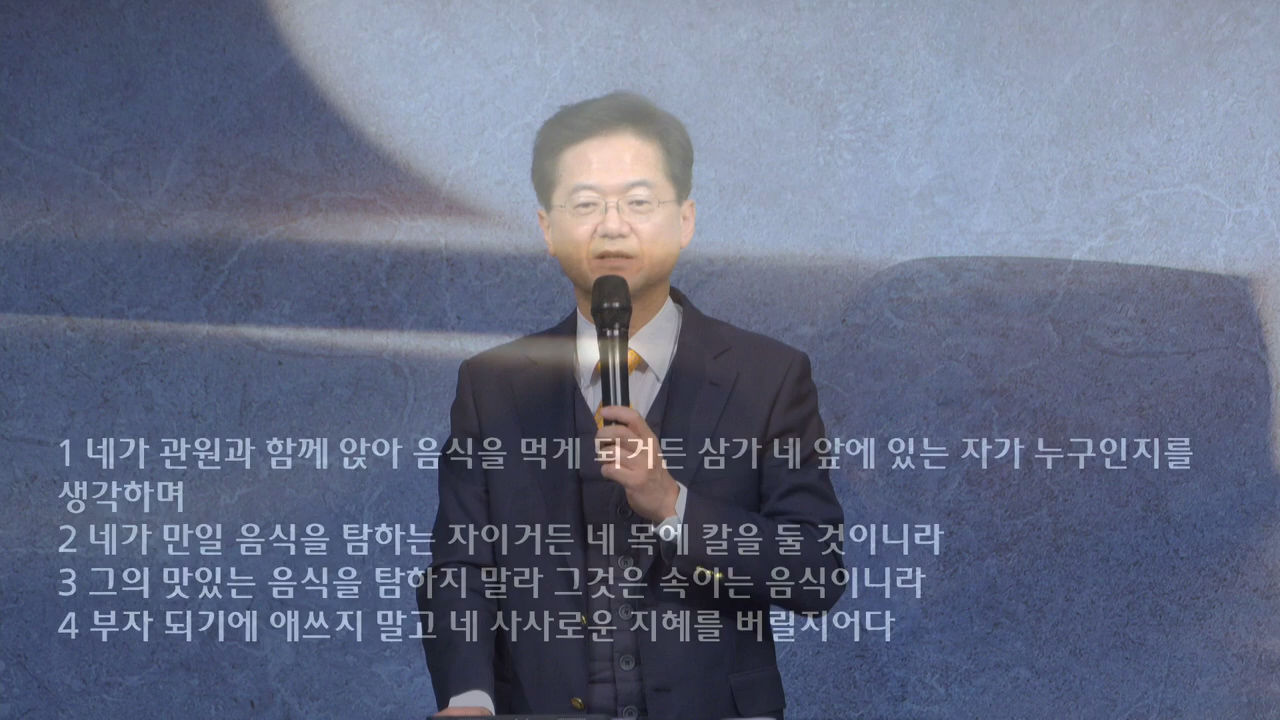 1 네가 관원과 함께 앉아 음식을 먹게 되거든 삼가 네 앞에 있는 자가 누구인지를
생각하며
2 네가 만일 음식을 탐하는 자이거든 네 목에 칼을 둘 것이니라
3 그의 맛있는 음식을 탐하지 말라 그것은 속이는 음식이니라
4 부자 되기에 애쓰지 말고 네 사사로운 지혜를 버릴지어다